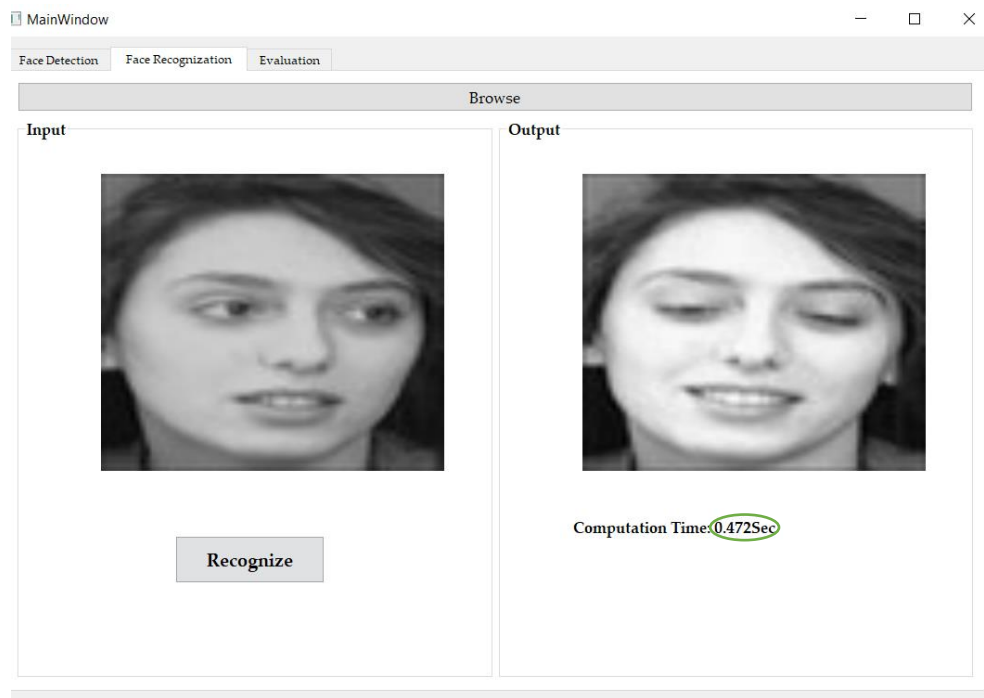 MainWindow
Face Detection Face Recognization Evaluation
Browse
Input Output
Computation Time: 0.472Sec
Recognize